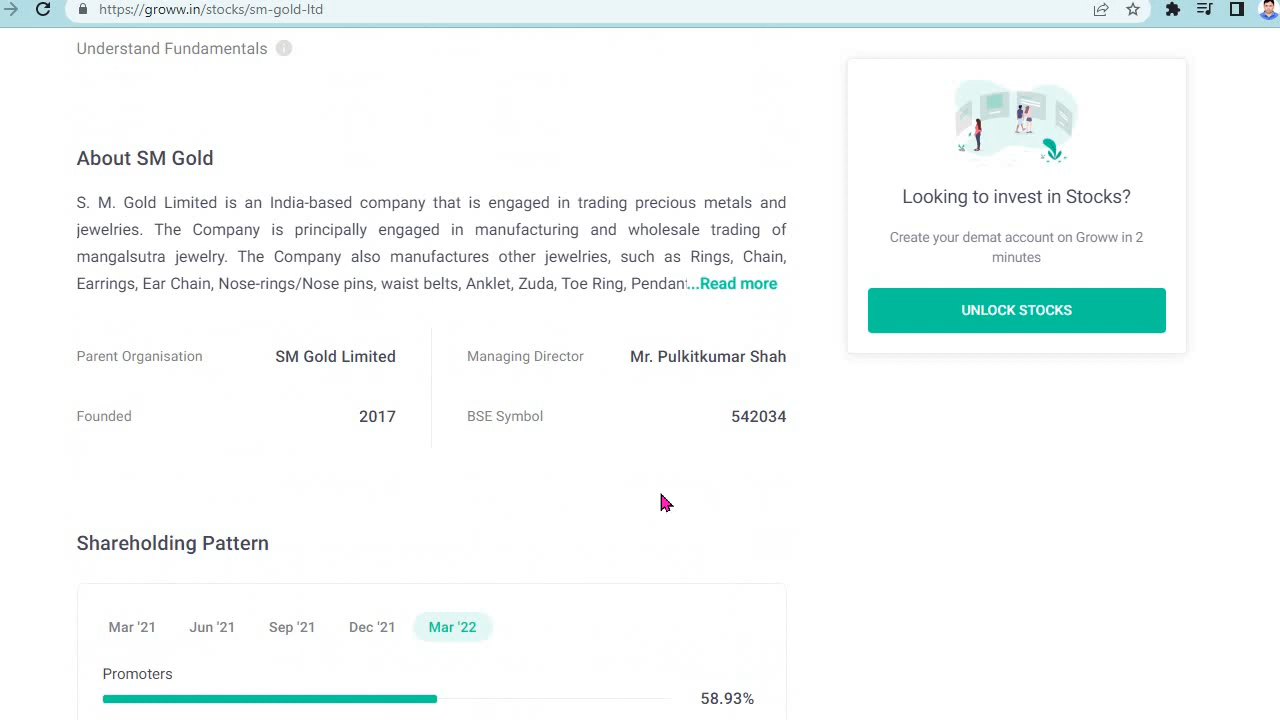 https://groww.in/stocks/sm-gold-ltd
Understand Fundamentals
About SM Gold
S. M. Gold Limited is an India-based company that is engaged in trading precious metals and
jewelries. The Company is principally engaged in manufacturing and wholesale trading of
mangalsutra jewelry. The Company also manufactures other jewelries, such as Rings, Chain,
Earrings, Ear Chain, Nose-rings/Nose pins, waist belts, Anklet, Zuda, Toe Ring, Pendant...Read more
Parent Organisation SM Gold Limited
Managing Director Mr. Pulkitkumar Shah
Founded 2017
BSE Symbol 542034
Shareholding Pattern
Mar '21 Jun '21 Sep '21 Dec '21 Mar '22
Promoters
58.93%
Looking to invest in Stocks?
Create your demat account on Groww in 2
minutes
UNLOCK STOCKS